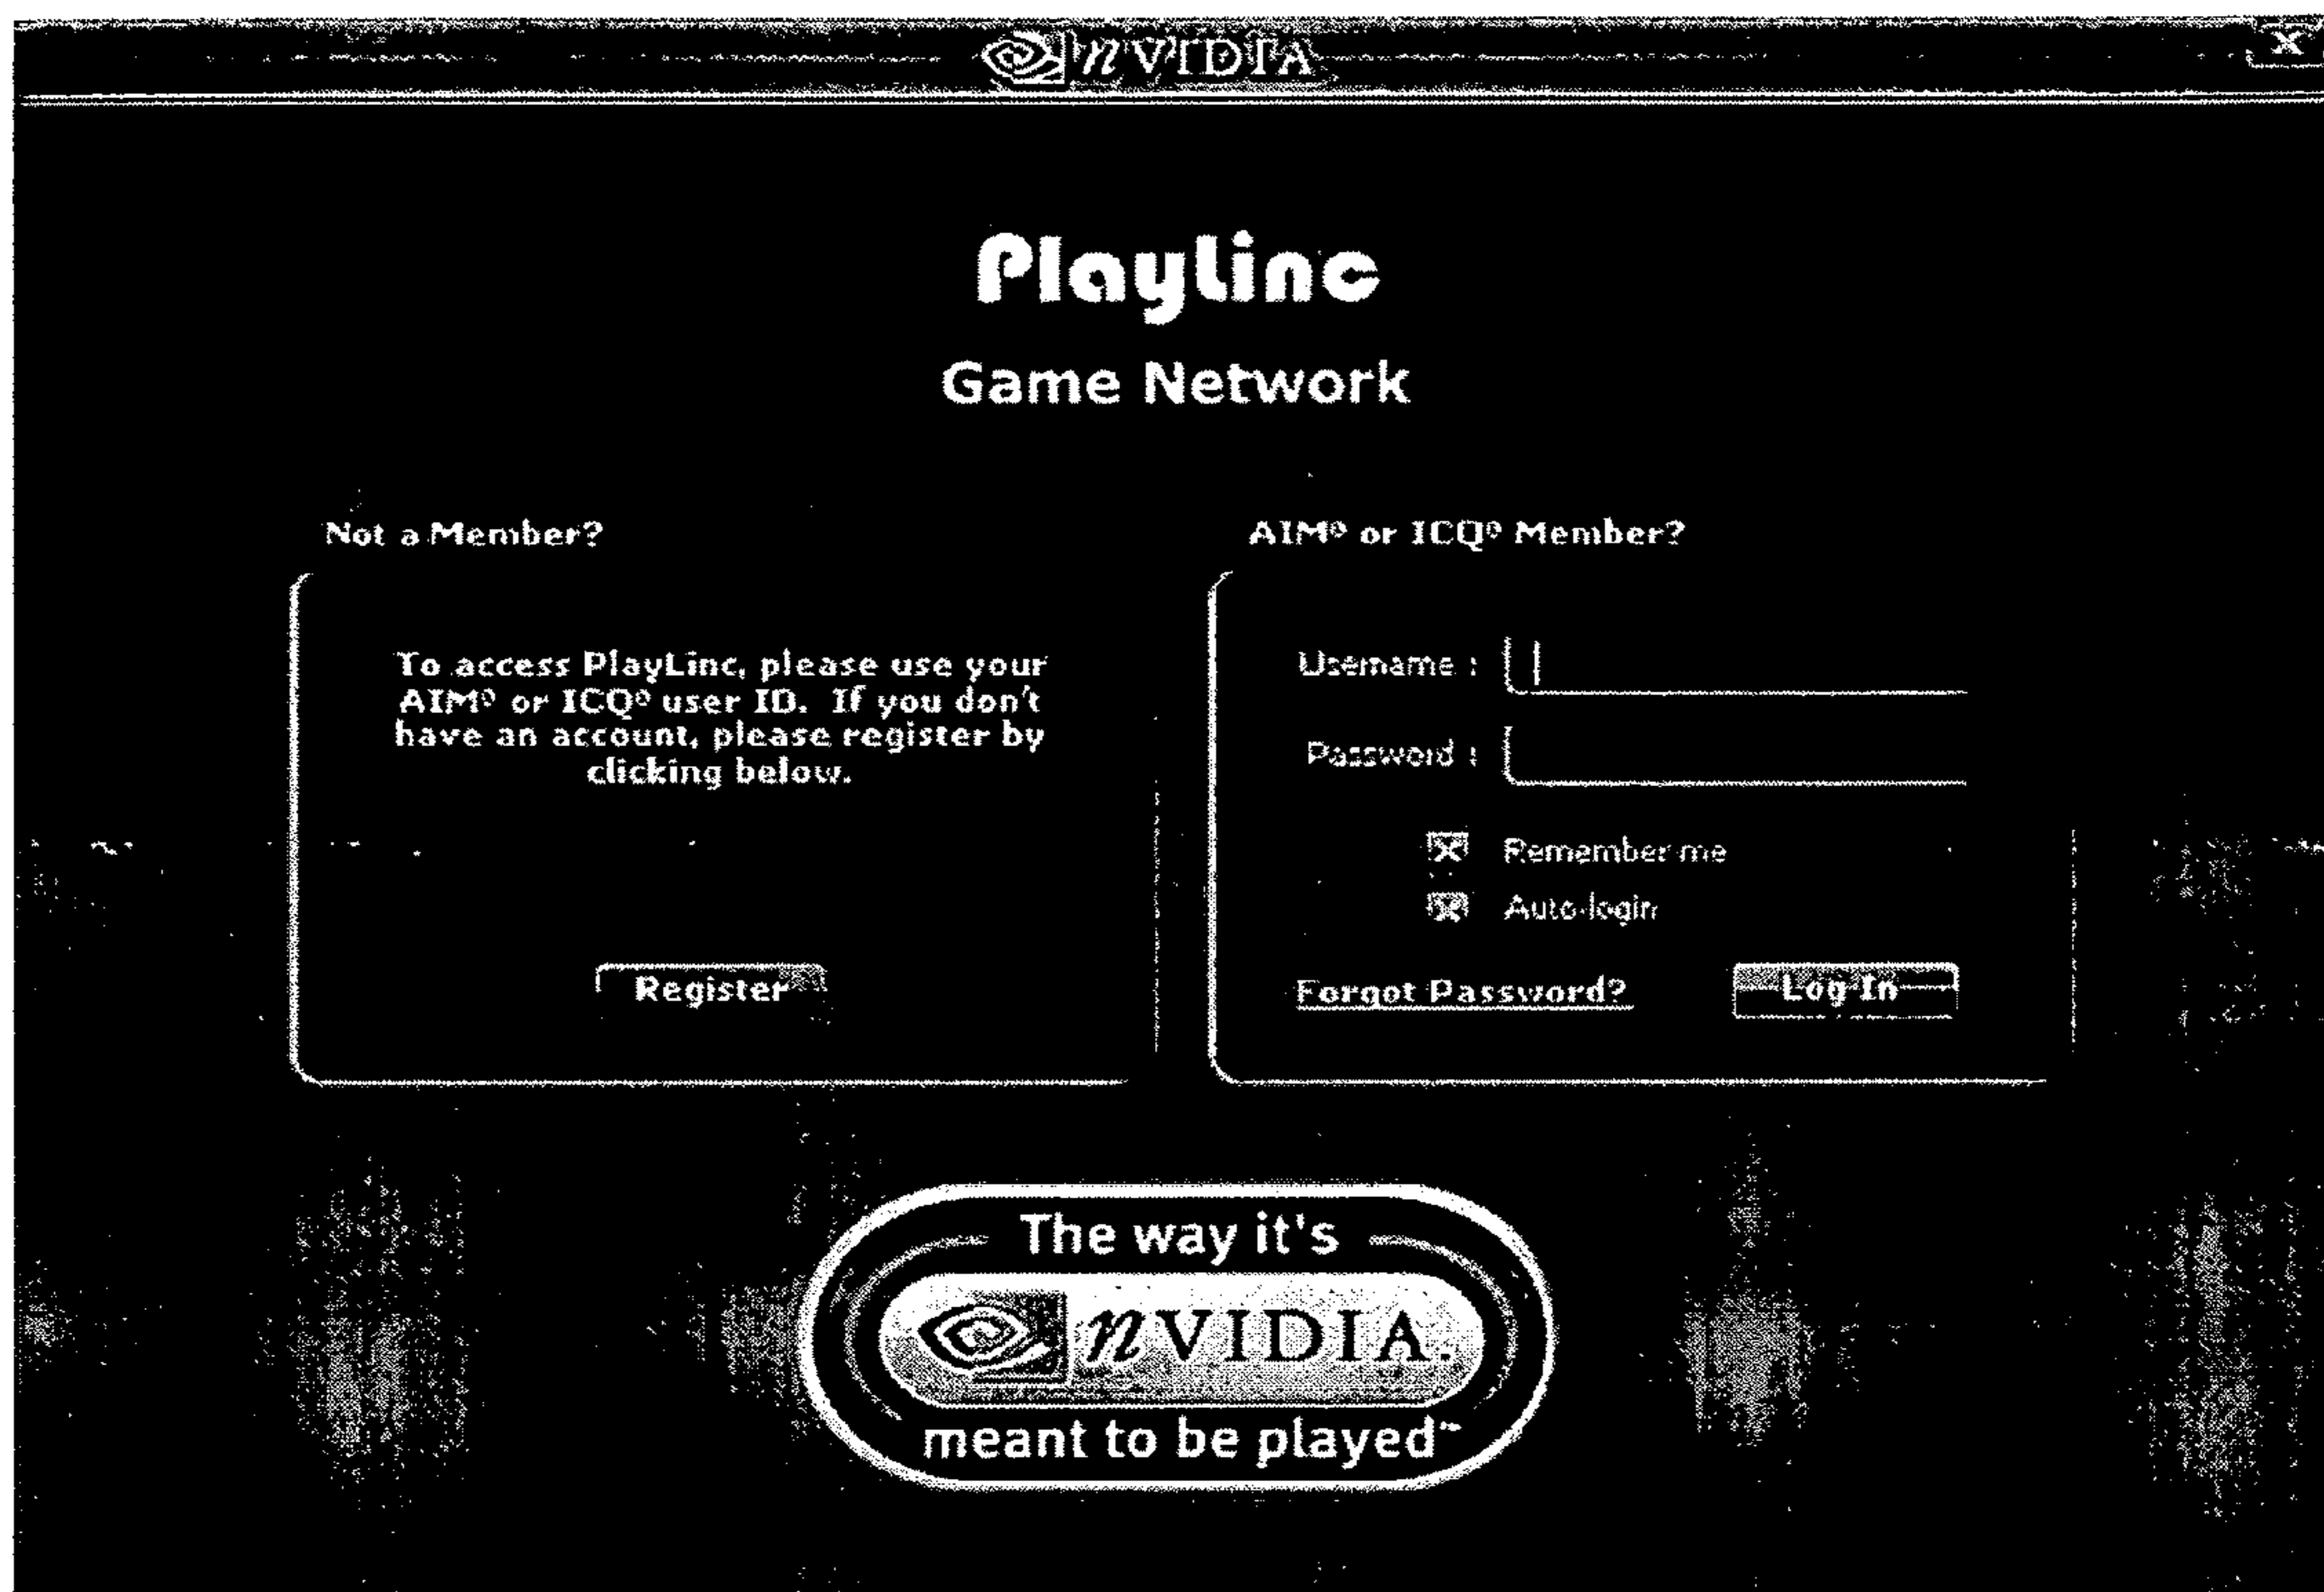 nVIDIA
X
PlayLinc
Game Network
Not a Member?
To access PlayLinc, please use your
AIM® or ICQ® user ID. If you don't
have an account, please register by
clicking below.
Register
AIM® or ICQ® Member?
Username :
Password :
Remember me
Auto-login
Forgot Password?
Log In
The way it's
nVIDIA.
meant to be played™